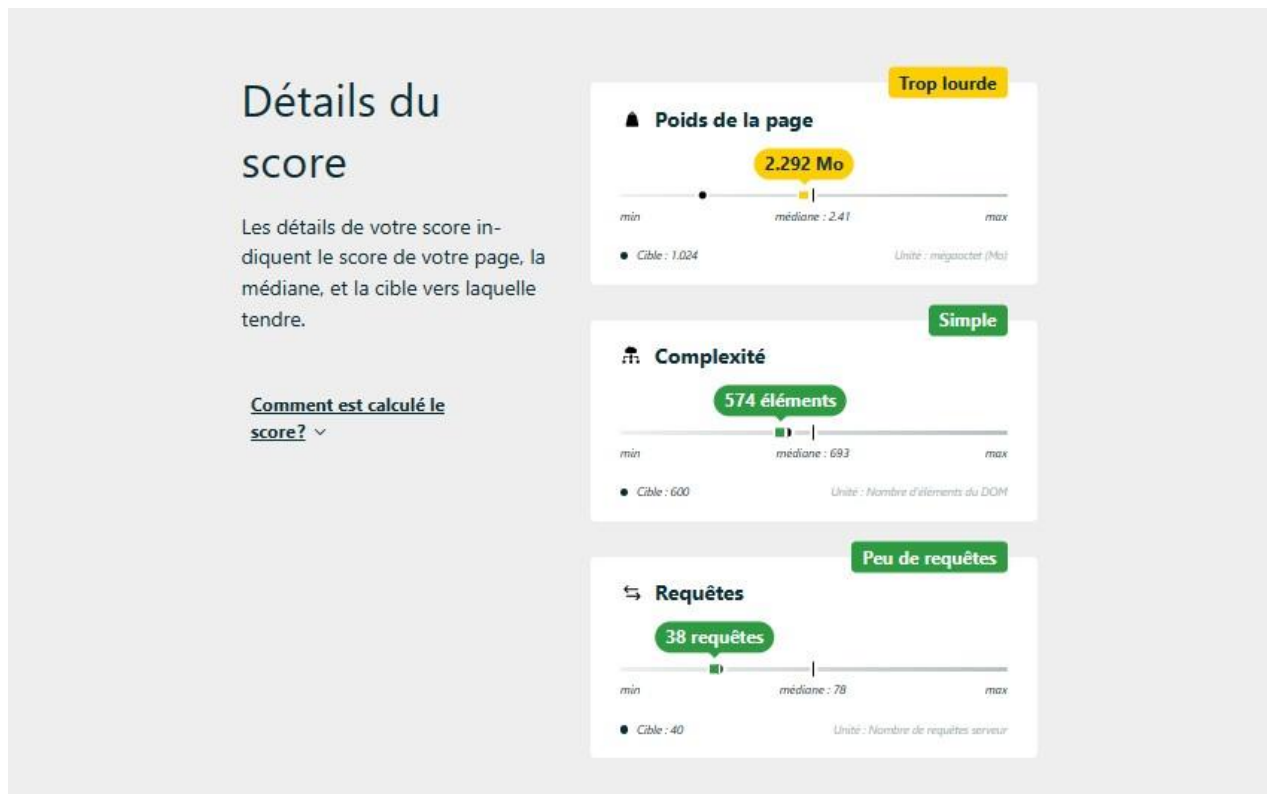 Détails du
score
Les détails de votre score in-
diquent le score de votre page, la
médiane, et la cible vers laquelle
tendre.
Comment est calculé le
score?
Trop lourde
Poids de la page
2.292 Mo
min médiane : 2.41 max
Cible : 1.024 Unité : mégaoctet (Mo)
Simple
Complexité
574 éléments
min médiane : 693 max
Cible : 600 Unité : Nombre d'éléments du DOM
Peu de requêtes
Requêtes
38 requêtes
min médiane : 78 max
Cible : 40 Unité : Nombre de requêtes serveur